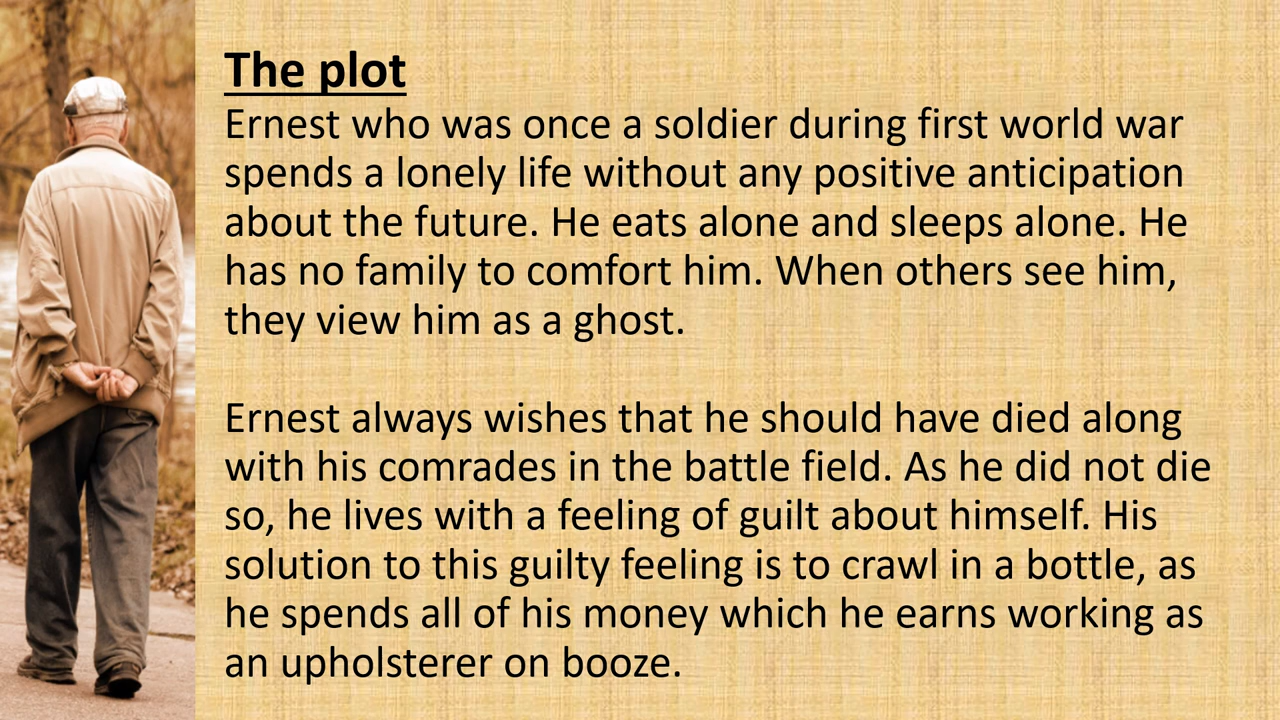 The plot
Ernest who was once a soldier during first world war
spends a lonely life without any positive anticipation
about the future. He eats alone and sleeps alone. He
has no family to comfort him. When others see him,
they view him as a ghost.
Ernest always wishes that he should have died along
with his comrades in the battle field. As he did not die
so, he lives with a feeling of guilt about himself. His
solution to this guilty feeling is to crawl in a bottle, as
he spends all of his money which he earns working as
an upholsterer on booze.